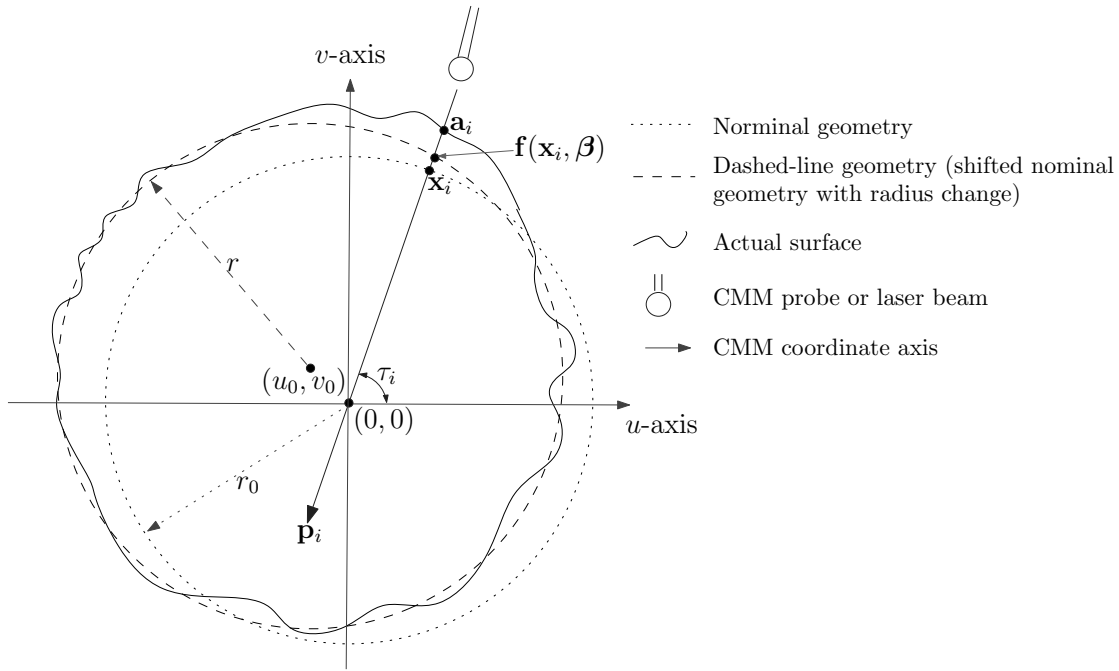 v-axis
a_i
f(x_i, β)
x_i
r
(u_0, v_0)
τ_i
(0, 0)
u-axis
r_0
p_i
Norminal geometry
Dashed-line geometry (shifted nominal
geometry with radius change)
Actual surface
CMM probe or laser beam
CMM coordinate axis